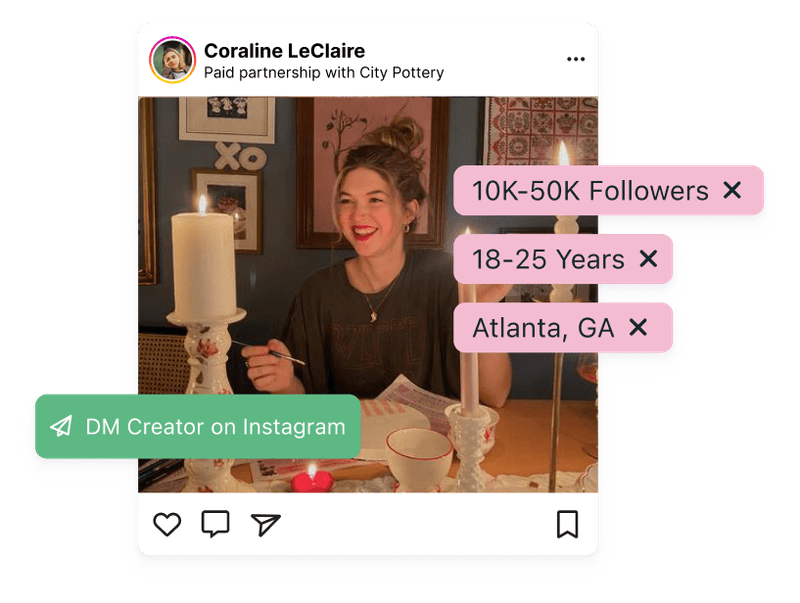 Coraline LeClaire
Paid partnership with City Pottery
XO
10K-50K Followers
18-25 Years
Atlanta, GA
DM Creator on Instagram